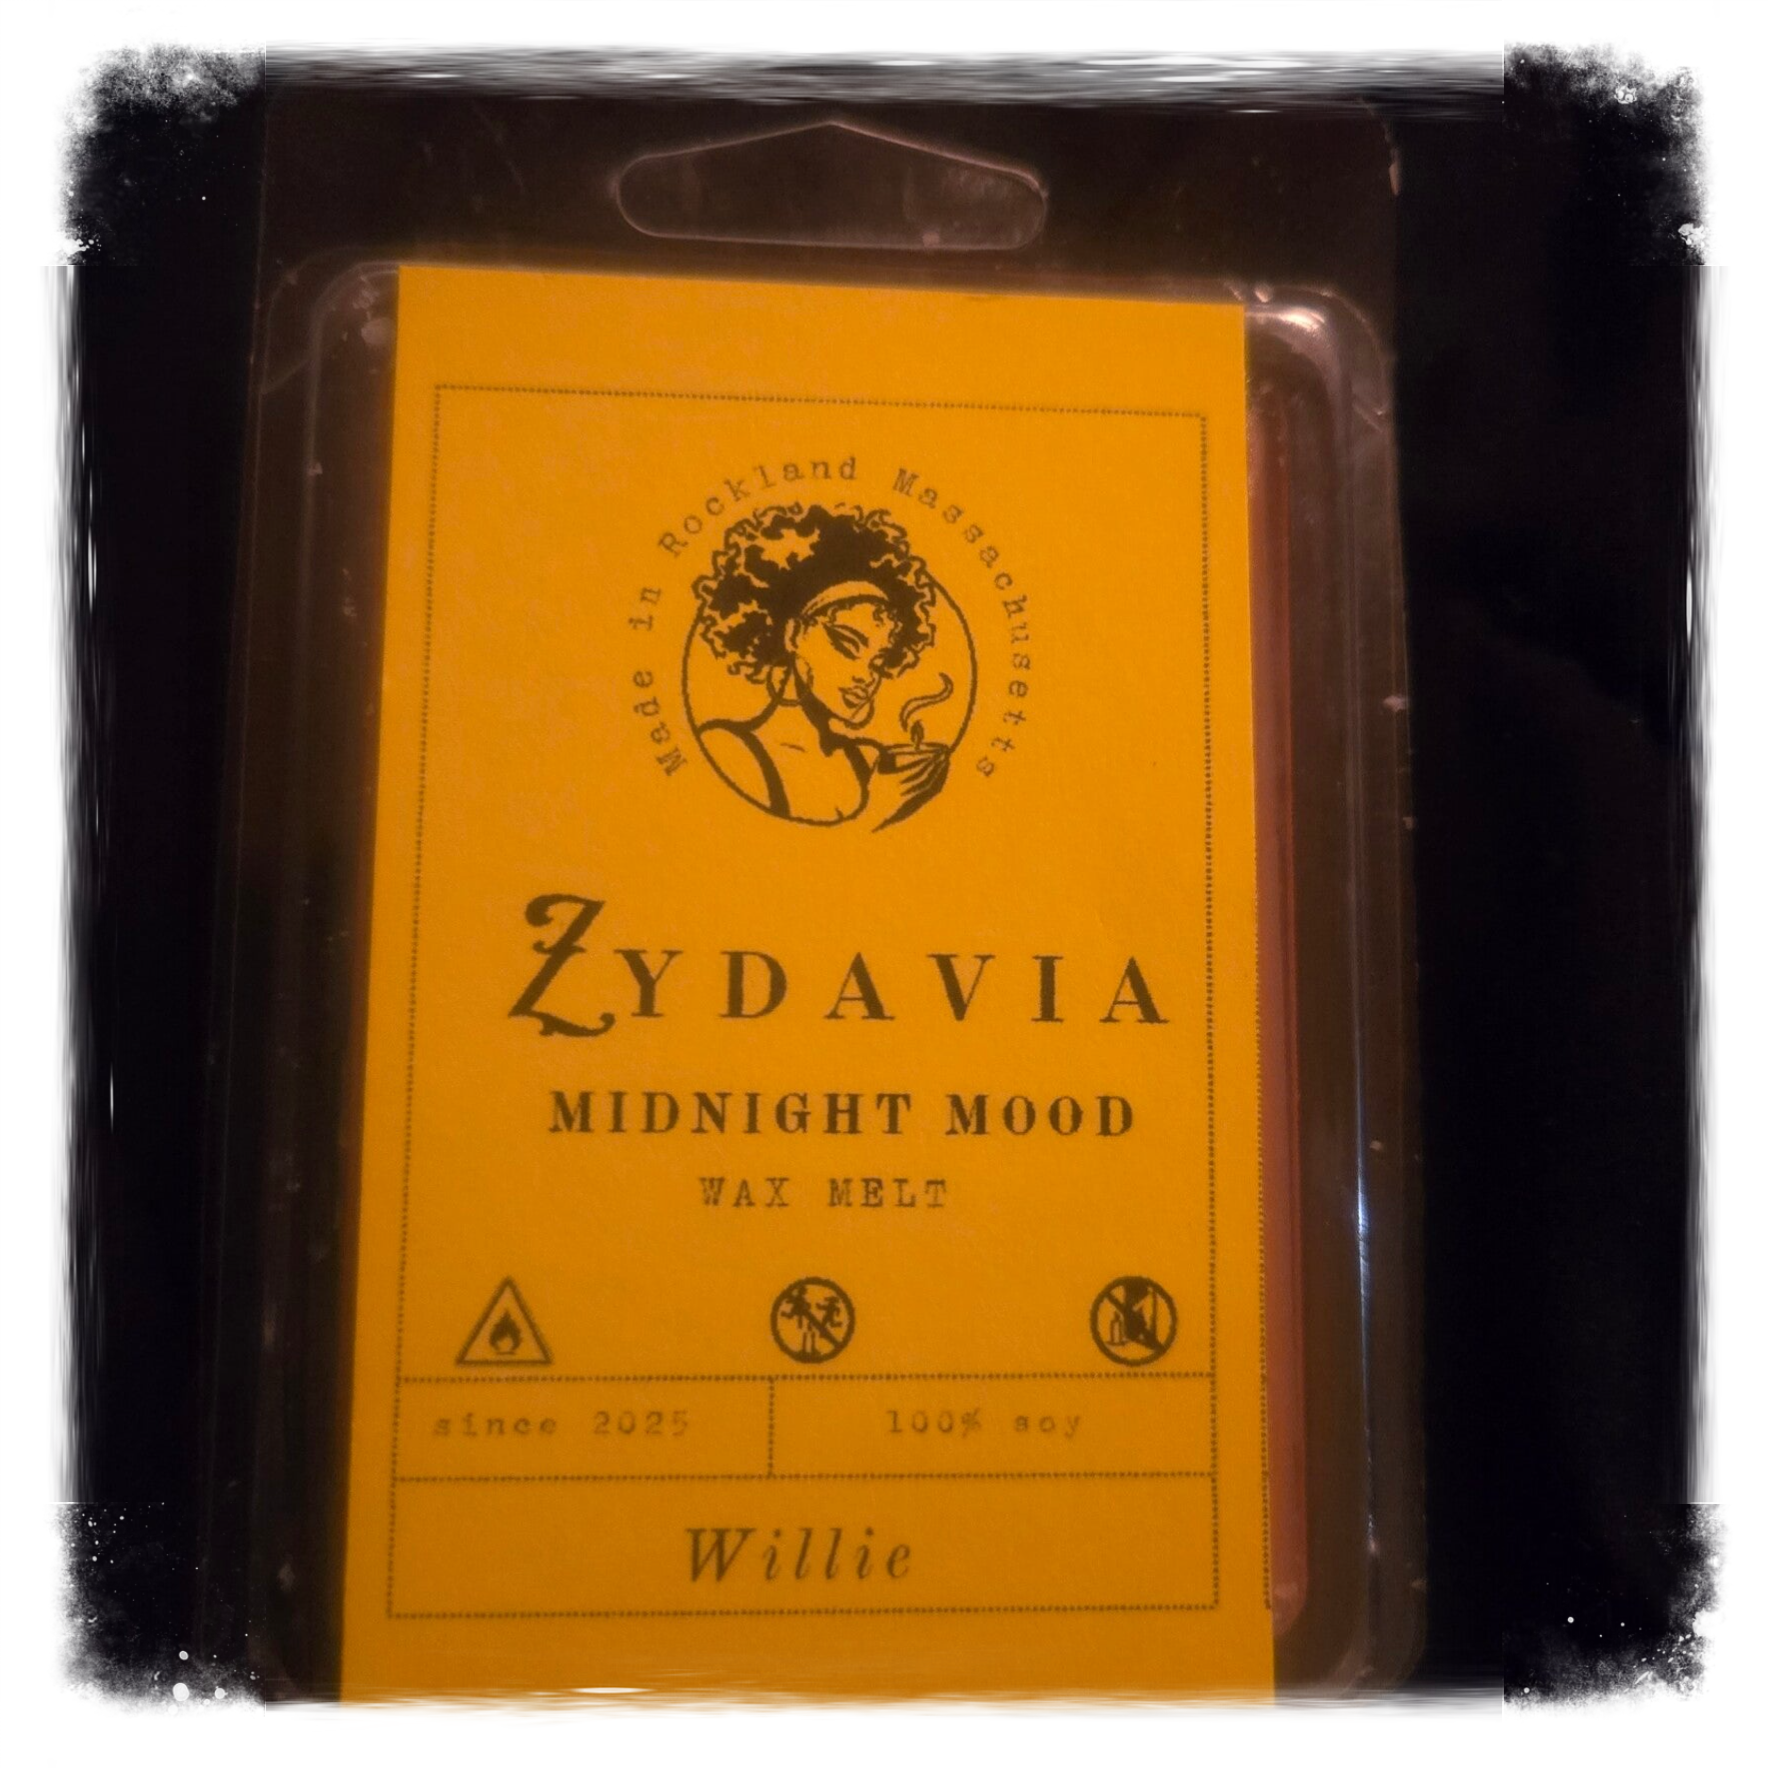 Made in Rockland Massachusetts
ZYDAVIA
MIDNIGHT MOOD
WAX MELT
since 2025
100% soy
Willie